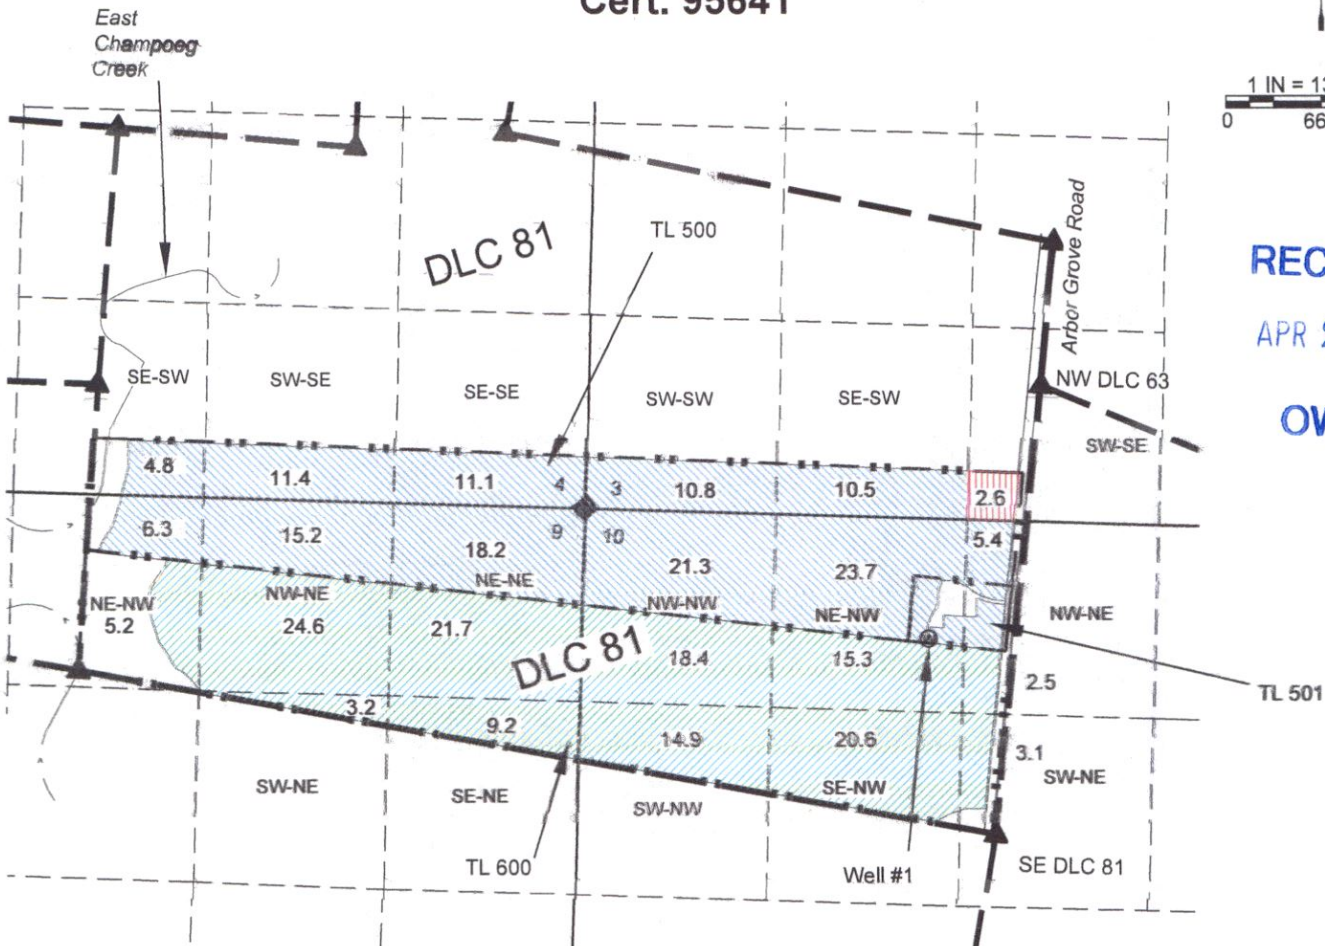 Cert. 95641
East
Champoeg
Creek
1 IN = 13
0 66
Arbor Grove Road
TL 500
DLC 81
REC
APR
NW DLC 63
OW
SE-SW SW-SE SE-SE SW-SW SE-SW
SW-SE
4.8 11.4 11.1 4 3 10.8 10.5 2.6
6.3 15.2 18.2 9 10 21.3 23.7 5.4
NE-NW NW-NE NE-NE NW-NW NE-NW NW-NE
5.2 24.6 21.7 18.4 15.3
DLC 81
2.5
TL 501
3.2 9.2 14.9 20.6 3.1
SW-NE SE-NE SW-NW SE-NW SW-NE
TL 600
Well #1
SE DLC 81